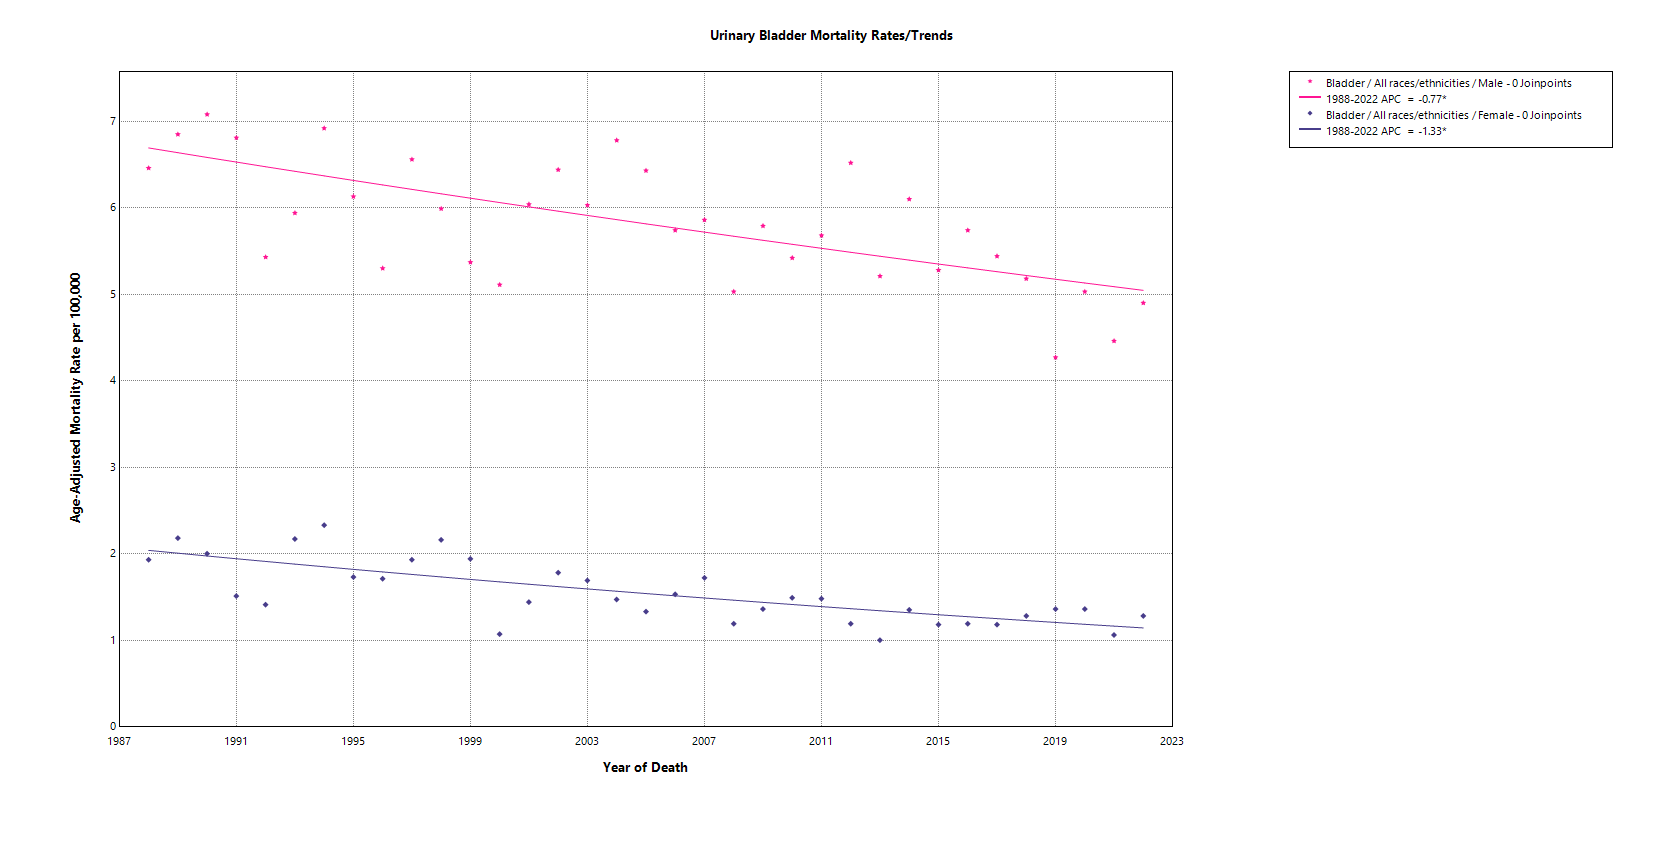 Urinary Bladder Mortality Rates/Trends
Bladder / All races/ethnicities / Male - 0 Joinpoints
1988-2022 APC = -0.77*
Bladder / All races/ethnicities / Female - 0 Joinpoints
1988-2022 APC = -1.33*
Age-Adjusted Mortality Rate per 100,000
7
6
5
4
3
2
1
0
1987 1991 1995 1999 2003 2007 2011 2015 2019 2023
Year of Death